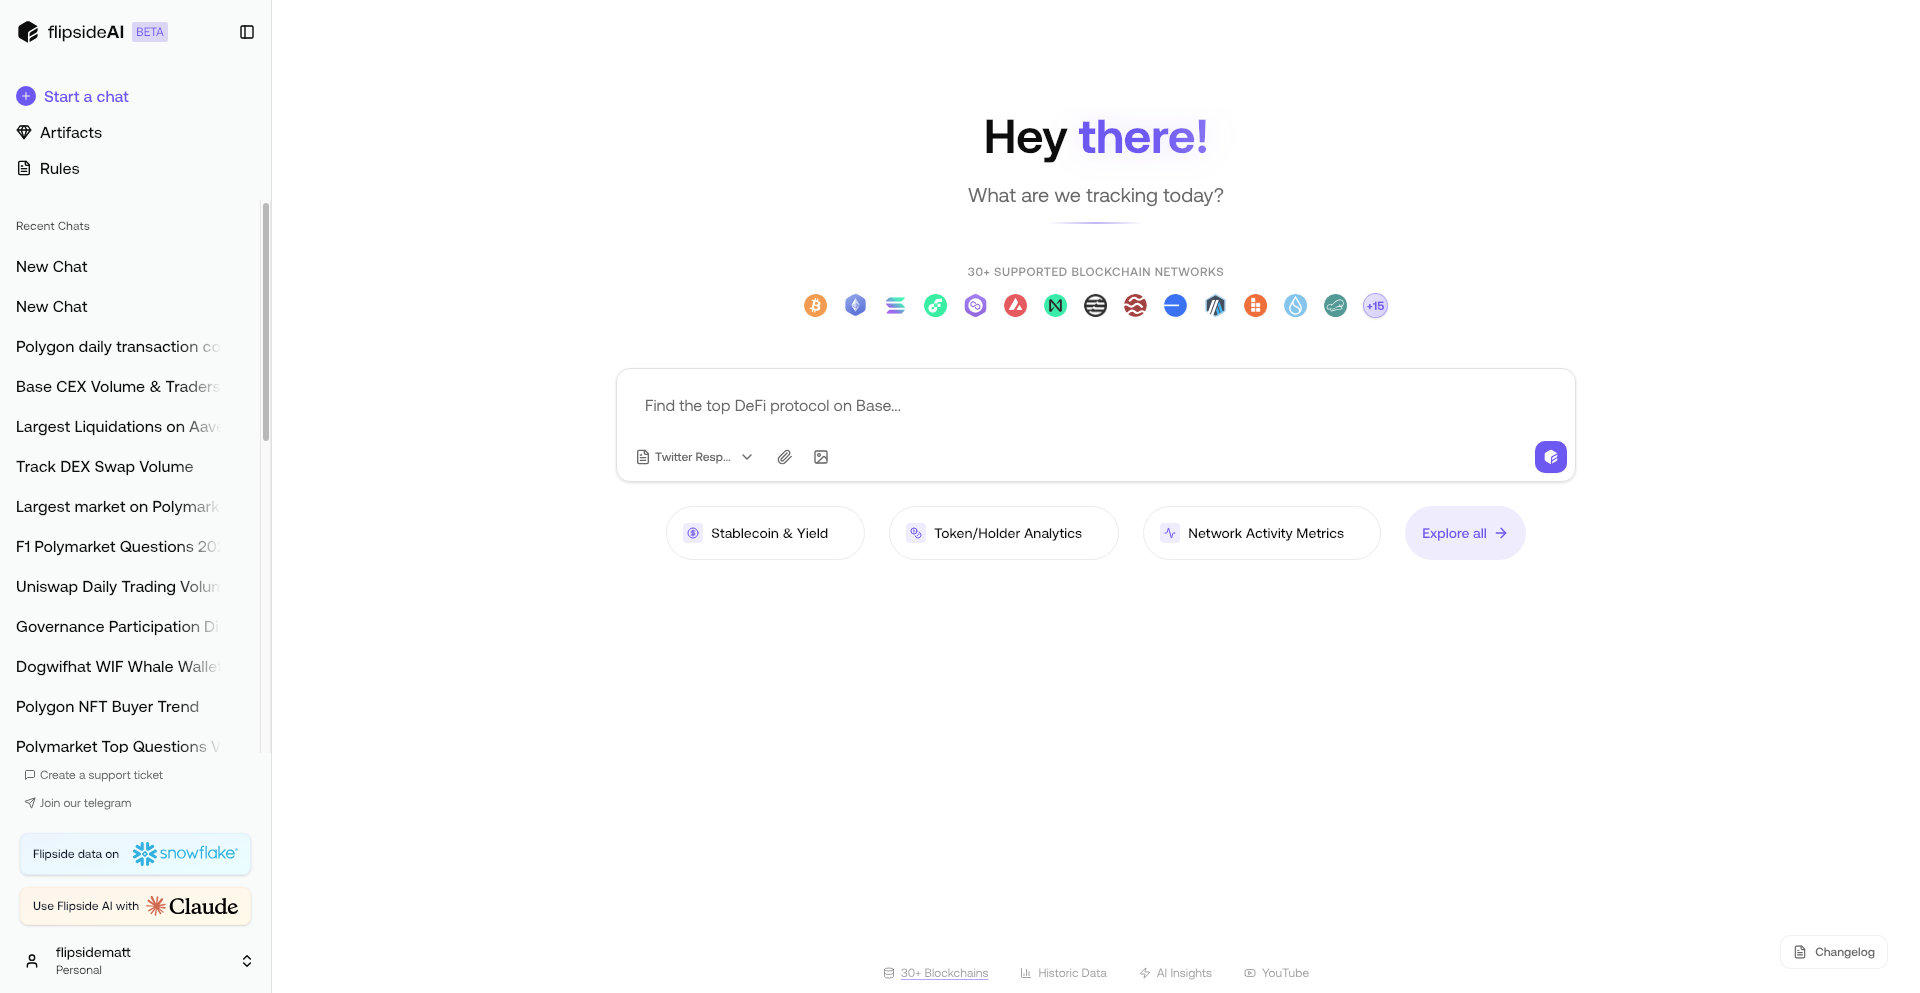 flipsideAI BETA
Start a chat
Artifacts
Rules
Recent Chats
New Chat
New Chat
Polygon daily transaction co
Base CEX Volume & Traders
Largest Liquidations on Aave
Track DEX Swap Volume
Largest market on Polymark
F1 Polymarket Questions 202
Uniswap Daily Trading Volum
Governance Participation Di
Dogwifhat WIF Whale Wallet
Polygon NFT Buyer Trend
Polymarket Top Questions V
Create a support ticket
Join our telegram
Flipside data on snowflake
Use Flipside AI with Claude
flipsidematt
Personal
Hey there!
What are we tracking today?
30+ SUPPORTED BLOCKCHAIN NETWORKS
+15
Find the top DeFi protocol on Base...
Twitter Resp...
Stablecoin & Yield
Token/Holder Analytics
Network Activity Metrics
Explore all
Changelog
30+ Blockchains
Historic Data
AI Insights
YouTube